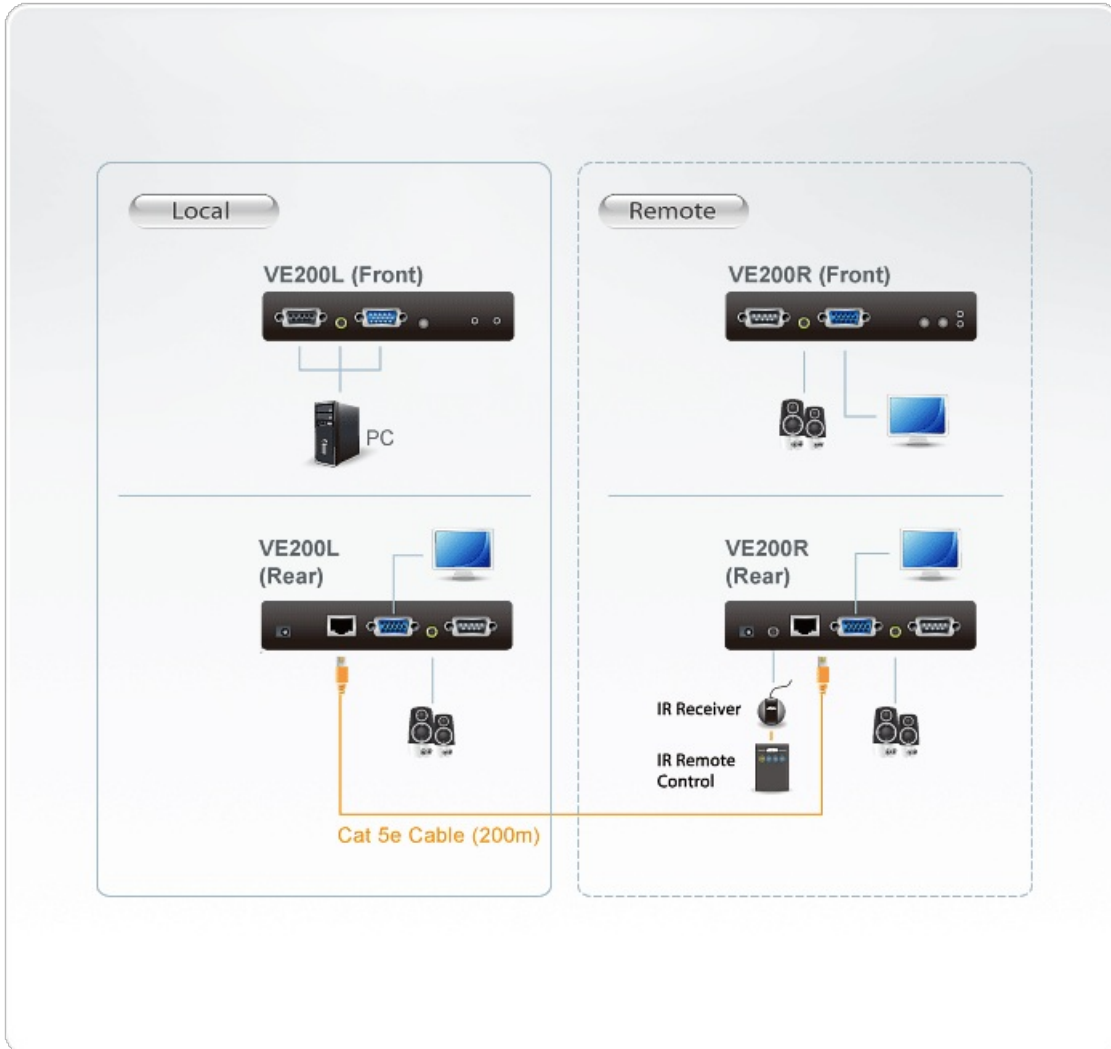 Local
VE200L (Front)
PC
VE200L
(Rear)
Cat 5e Cable (200m)
Remote
VE200R (Front)
VE200R
(Rear)
IR Receiver
IR Remote
Control